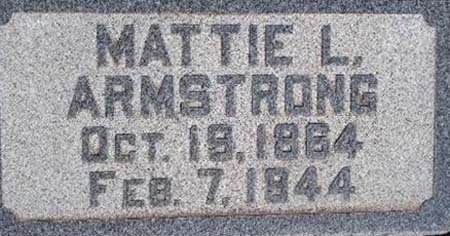 MATTIE L.
ARMSTRONG
OCT. 19, 1864
FEB. 7, 1944